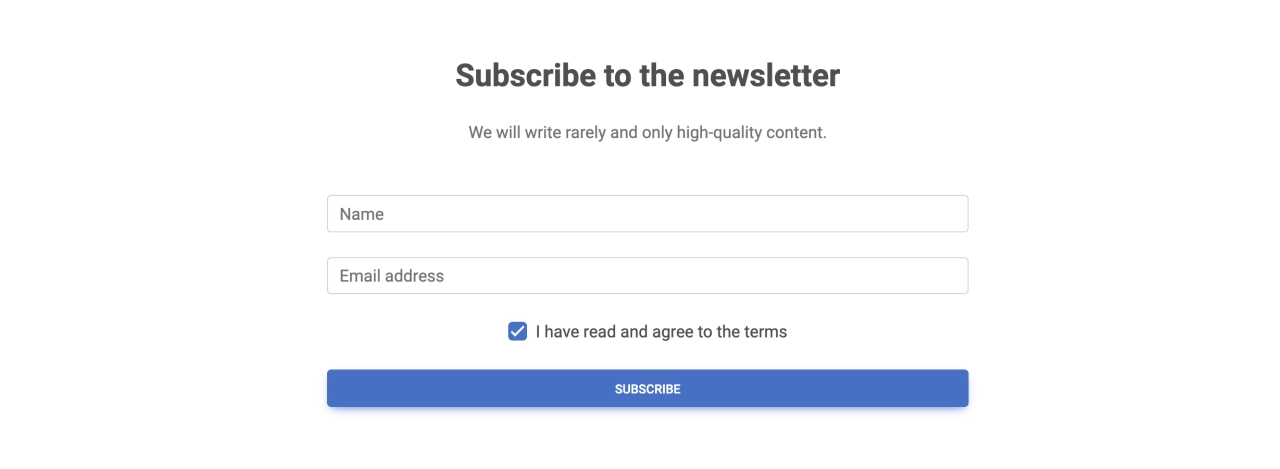 Subscribe to the newsletter
We will write rarely and only high-quality content.
Name
Email address
I have read and agree to the terms
SUBSCRIBE